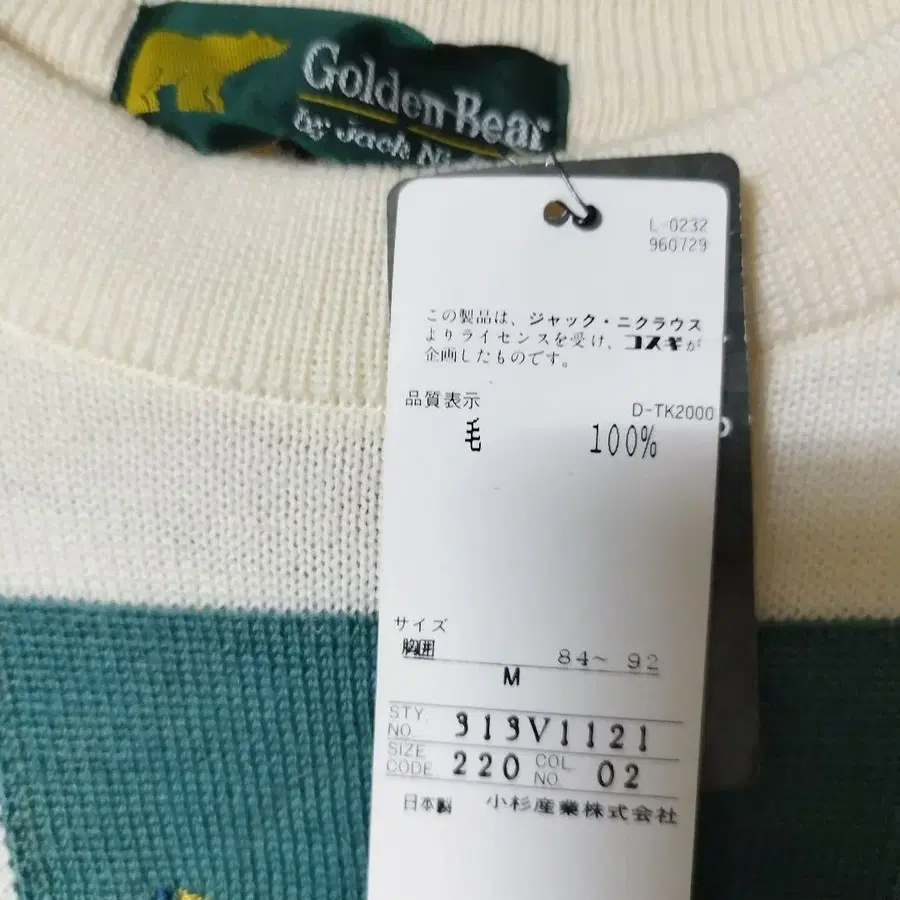 Golden Bear
by Jack
L-0232
960729
この製品は、ジャック・ニクラウス
よりライセンスを受け、コスギが
企画したものです。
品質表示
D-TK2000
毛 100%
サイズ
胸囲 84~ 92
M
STY. NO. 313V1121
SIZE CODE 220 COL NO. 02
日本製 小杉産業株式会社